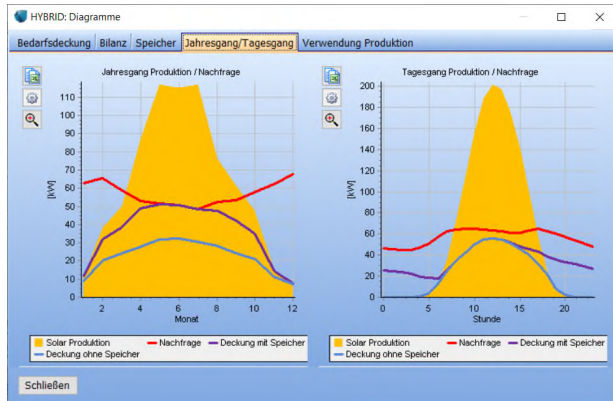 HYBRID: Diagramme
Bedarfsdeckung Bilanz Speicher Jahresgang/Tagesgang Verwendung Produktion
Jahresgang Produktion / Nachfrage
110
100
90
80
70
60
50
40
30
20
10
0
[kW]
2 4 6 8 10 12
Monat
Solar Produktion Nachfrage Deckung mit Speicher
Deckung ohne Speicher
Tagesgang Produktion / Nachfrage
200
180
160
140
120
100
80
60
40
20
0
[kW]
0 5 10 15 20
Stunde
Solar Produktion Nachfrage Deckung mit Speicher
Deckung ohne Speicher
Schließen